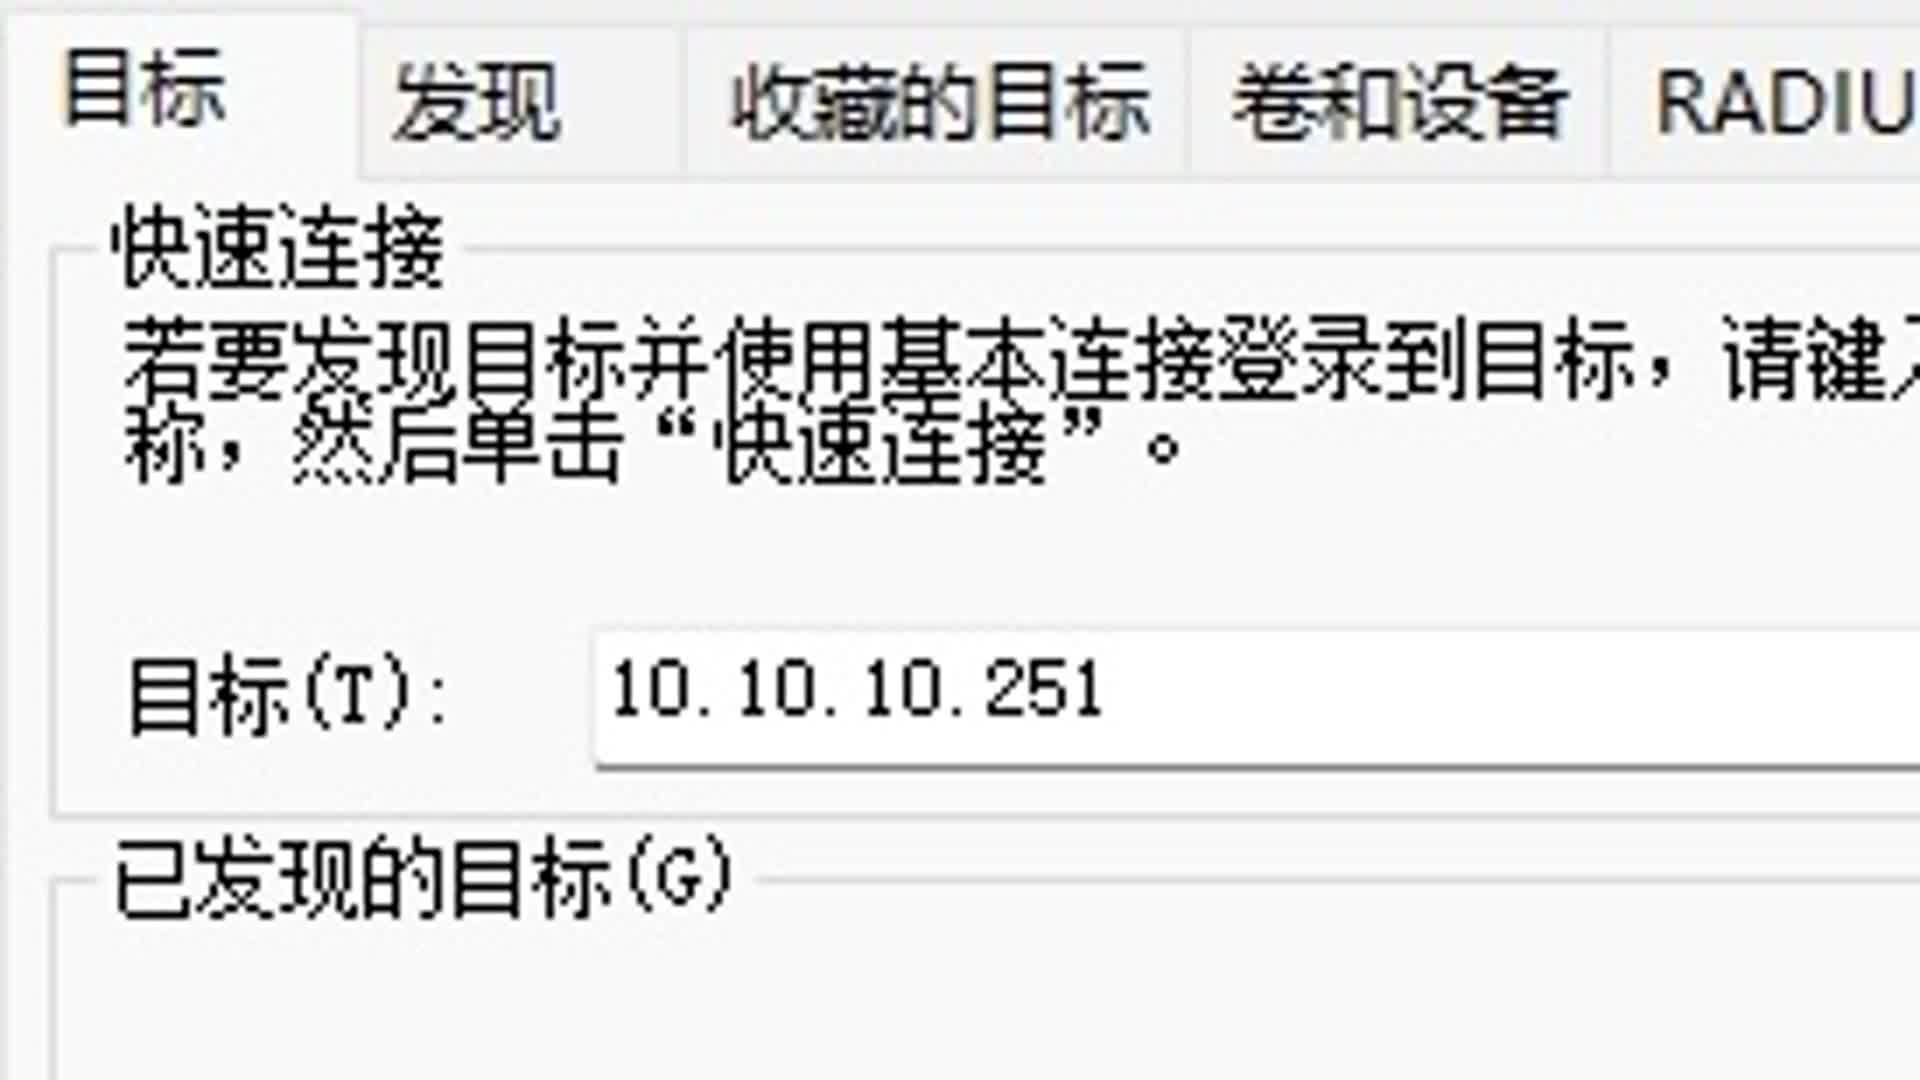 目标 发现 收藏的目标 卷和设备 RADIU
快速连接
若要发现目标并使用基本连接登录到目标，请键入
称，然后单击“快速连接”。
目标(T): 10.10.10.251
已发现的目标(G)